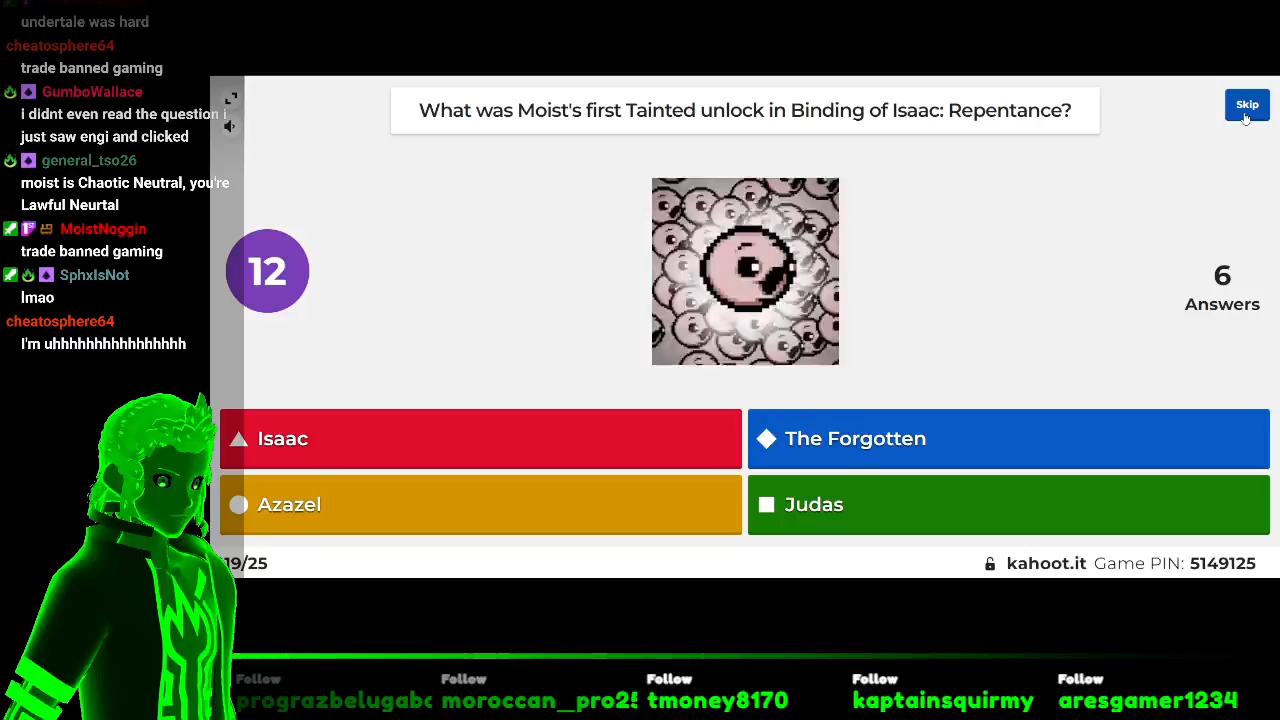 undertale was hard
cheatosphere64
trade banned gaming
GumboWallace
i didnt even read the question i
just saw engi and clicked
general_tso26
moist is Chaotic Neutral, you're
Lawful Neurtal
MoistNoggin
trade banned gaming
SphxIsNot
lmao
cheatosphere64
I'm uhhhhhhhhhhhhhhhh
What was Moist's first Tainted unlock in Binding of Isaac: Repentance?
Skip
12
6
Answers
Isaac
The Forgotten
Azazel
Judas
19/25
kahoot.it Game PIN: 5149125
Follow
Follow
Follow
Follow
Follow
prograzbelugabc
moroccan__pro25
tmoney8170
kaptainsquirmy
aresgamer1234